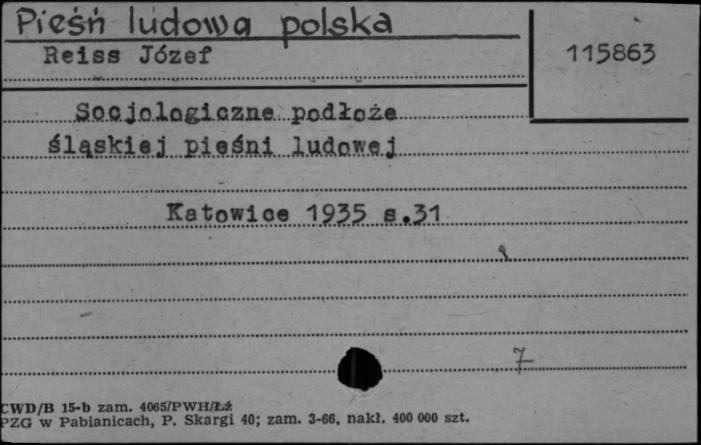 Pieśń ludowa polska
Reiss Józef
115863
Socjologiczne podłoże
śląskiej pieśni ludowej
Katowice 1935 s.31
7
CWD/B 15-b zam. 4065/PWH/Łź
PZG w Pabianicach, P. Skargi 40; zam. 3-66, nakł. 400 000 szt.